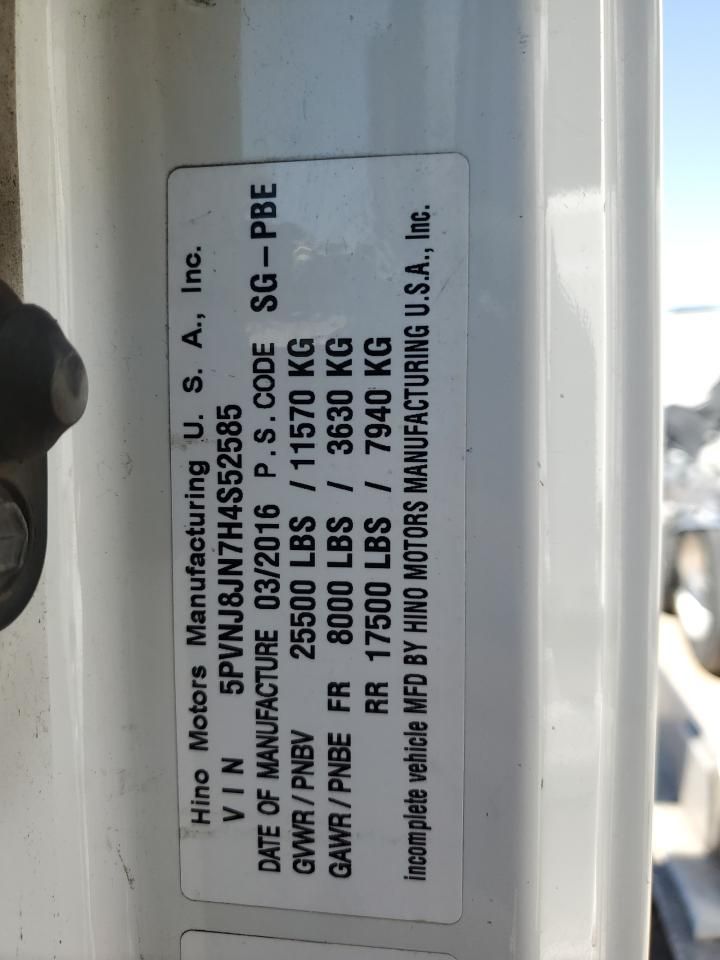 Hino Motors Manufacturing U. S. A., Inc.
VIN 5PVNJ8JN7H4S52585
DATE OF MANUFACTURE 03/2016 P.S.CODE SG-PBE
GVWR/PNBV 25500 LBS / 11570 KG
GAWR/PNBE FR 8000 LBS / 3630 KG
RR 17500 LBS / 7940 KG
incomplete vehicle MFD BY HINO MOTORS MANUFACTURING U.S.A., Inc.